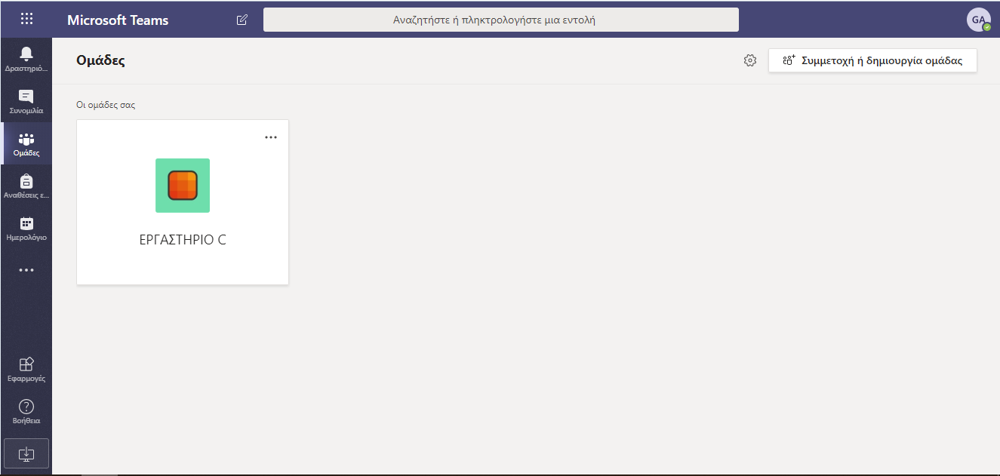 Microsoft Teams
Αναζητήστε ή πληκτρολογήστε μια εντολή
GA
Δραστηριό...
Συνομιλία
Ομάδες
Αναθέσεις ε...
Ημερολόγιο
Εφαρμογές
Βοήθεια
Ομάδες
Συμμετοχή ή δημιουργία ομάδας
Οι ομάδες σας
ΕΡΓΑΣΤΗΡΙΟ C